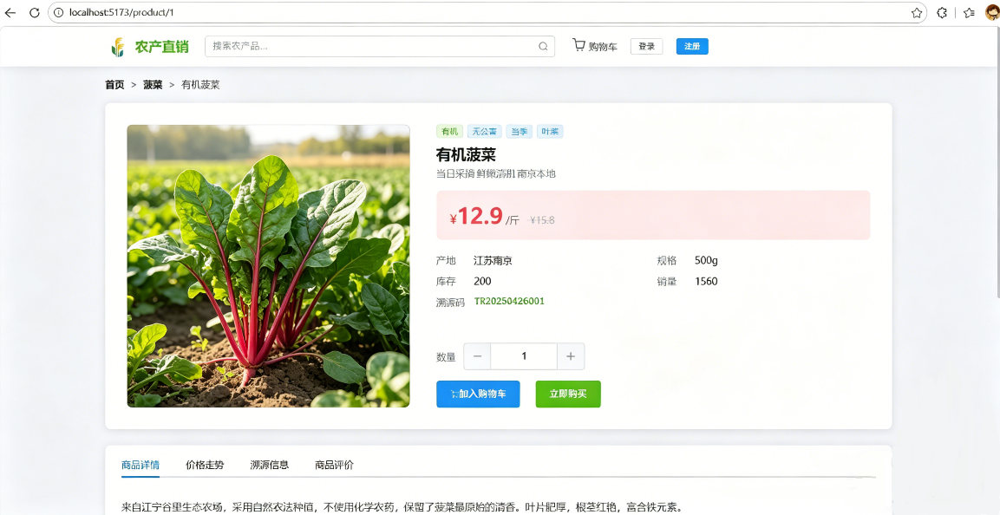 localhost:5173/product/1
农产直销
搜索农产品...
购物车
登录
注册
首页 > 菠菜 > 有机菠菜
有机 无公害 当季 叶菜
有机菠菜
当日采摘 鲜嫩 南京本地
¥12.9/斤 ¥15.8
产地 江苏南京 规格 500g
库存 200 销量 1560
溯源码 TR20250426001
数量 − 1 +
加入购物车 立即购买
商品详情 价格走势 溯源信息 商品评价
来自江宁谷里生态农场，采用自然农法种植，不使用化学农药，保留了菠菜最原始的清香。叶片肥厚，根茎红艳，富含铁元素。